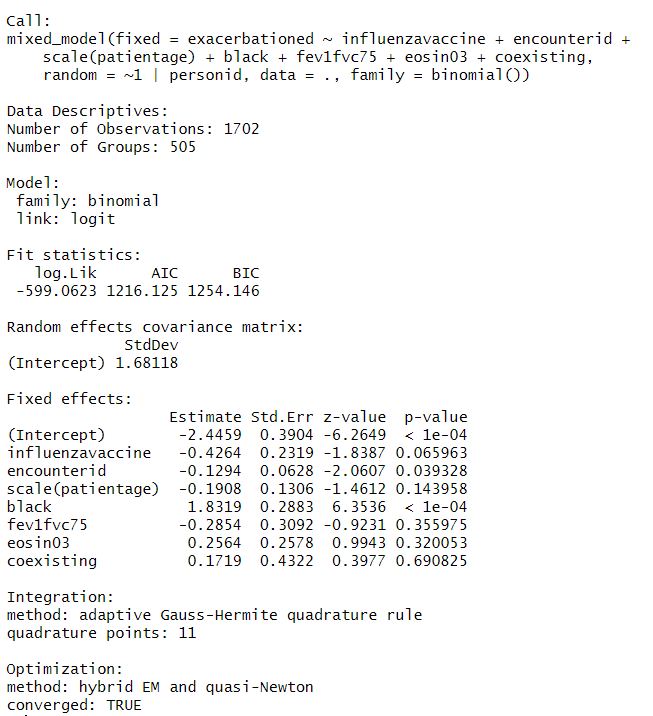 Call:
mixed_model(fixed = exacerbationed ~ influenzavaccine + encounterid +
    scale(patientage) + black + fev1fvc75 + eosin03 + coexisting,
    random = ~1 | personid, data = ., family = binomial())
Data Descriptives:
Number of Observations: 1702
Number of Groups: 505
Model:
 family: binomial
 link: logit
Fit statistics:
   log.Lik      AIC      BIC
 -599.0623 1216.125 1254.146
Random effects covariance matrix:
             StdDev
(Intercept) 1.68118
Fixed effects:
                  Estimate Std.Err z-value  p-value
(Intercept)        -2.4459  0.3904 -6.2649  < 1e-04
influenzavaccine   -0.4264  0.2319 -1.8387 0.065963
encounterid        -0.1294  0.0628 -2.0607 0.039328
scale(patientage)  -0.1908  0.1306 -1.4612 0.143958
black               1.8319  0.2883  6.3536  < 1e-04
fev1fvc75          -0.2854  0.3092 -0.9231 0.355975
eosin03             0.2564  0.2578  0.9943 0.320053
coexisting          0.1719  0.4322  0.3977 0.690825
Integration:
method: adaptive Gauss-Hermite quadrature rule
quadrature points: 11
Optimization:
method: hybrid EM and quasi-Newton
converged: TRUE